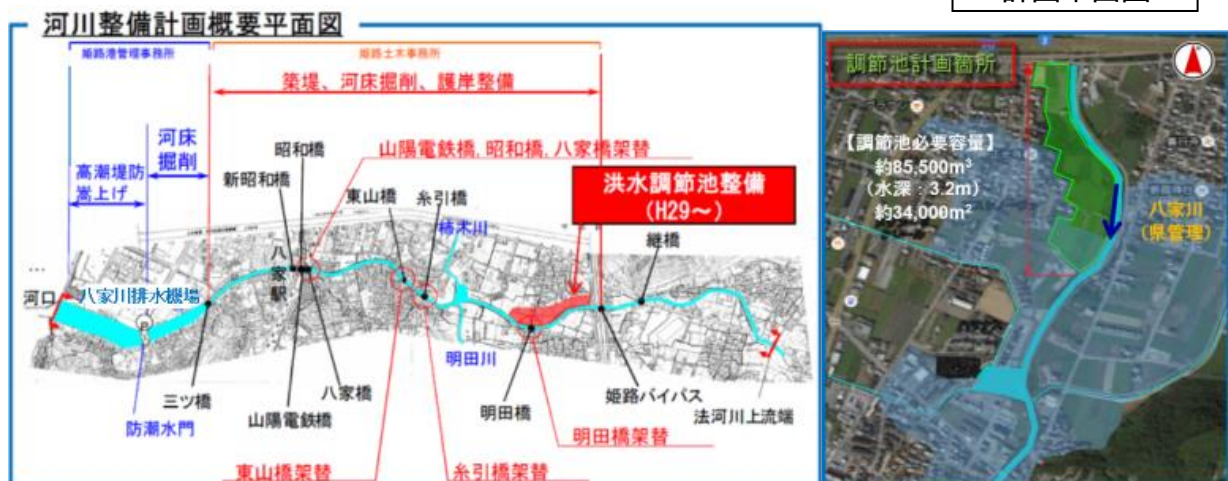 計画平面図
河川整備計画概要平面図
姫路港管理事務所
姫路土木事務所
築堤、河床掘削、護岸整備
河床
掘削
高潮堤防
嵩上げ
昭和橋
新昭和橋
山陽電鉄橋,昭和橋,八家橋架替
東山橋
糸引橋
洪水調節池整備
(H29～)
柿木川
継橋
八家駅
河口
八家川排水機場
P
明田川
三ツ橋
防潮水門
山陽電鉄橋
八家橋
明田橋
姫路バイパス
法河川上流端
明田橋架替
東山橋架替
糸引橋架替
調節池計画箇所
【調節池必要容量】
約85,500m³
(水深：3.2m)
約34,000m²
八家川
(県管理)